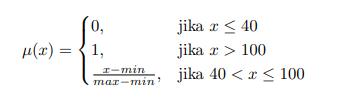 0, jika x ≤ 40
μ(x) = { 1, jika x > 100
x−min / max−min, jika 40 < x ≤ 100